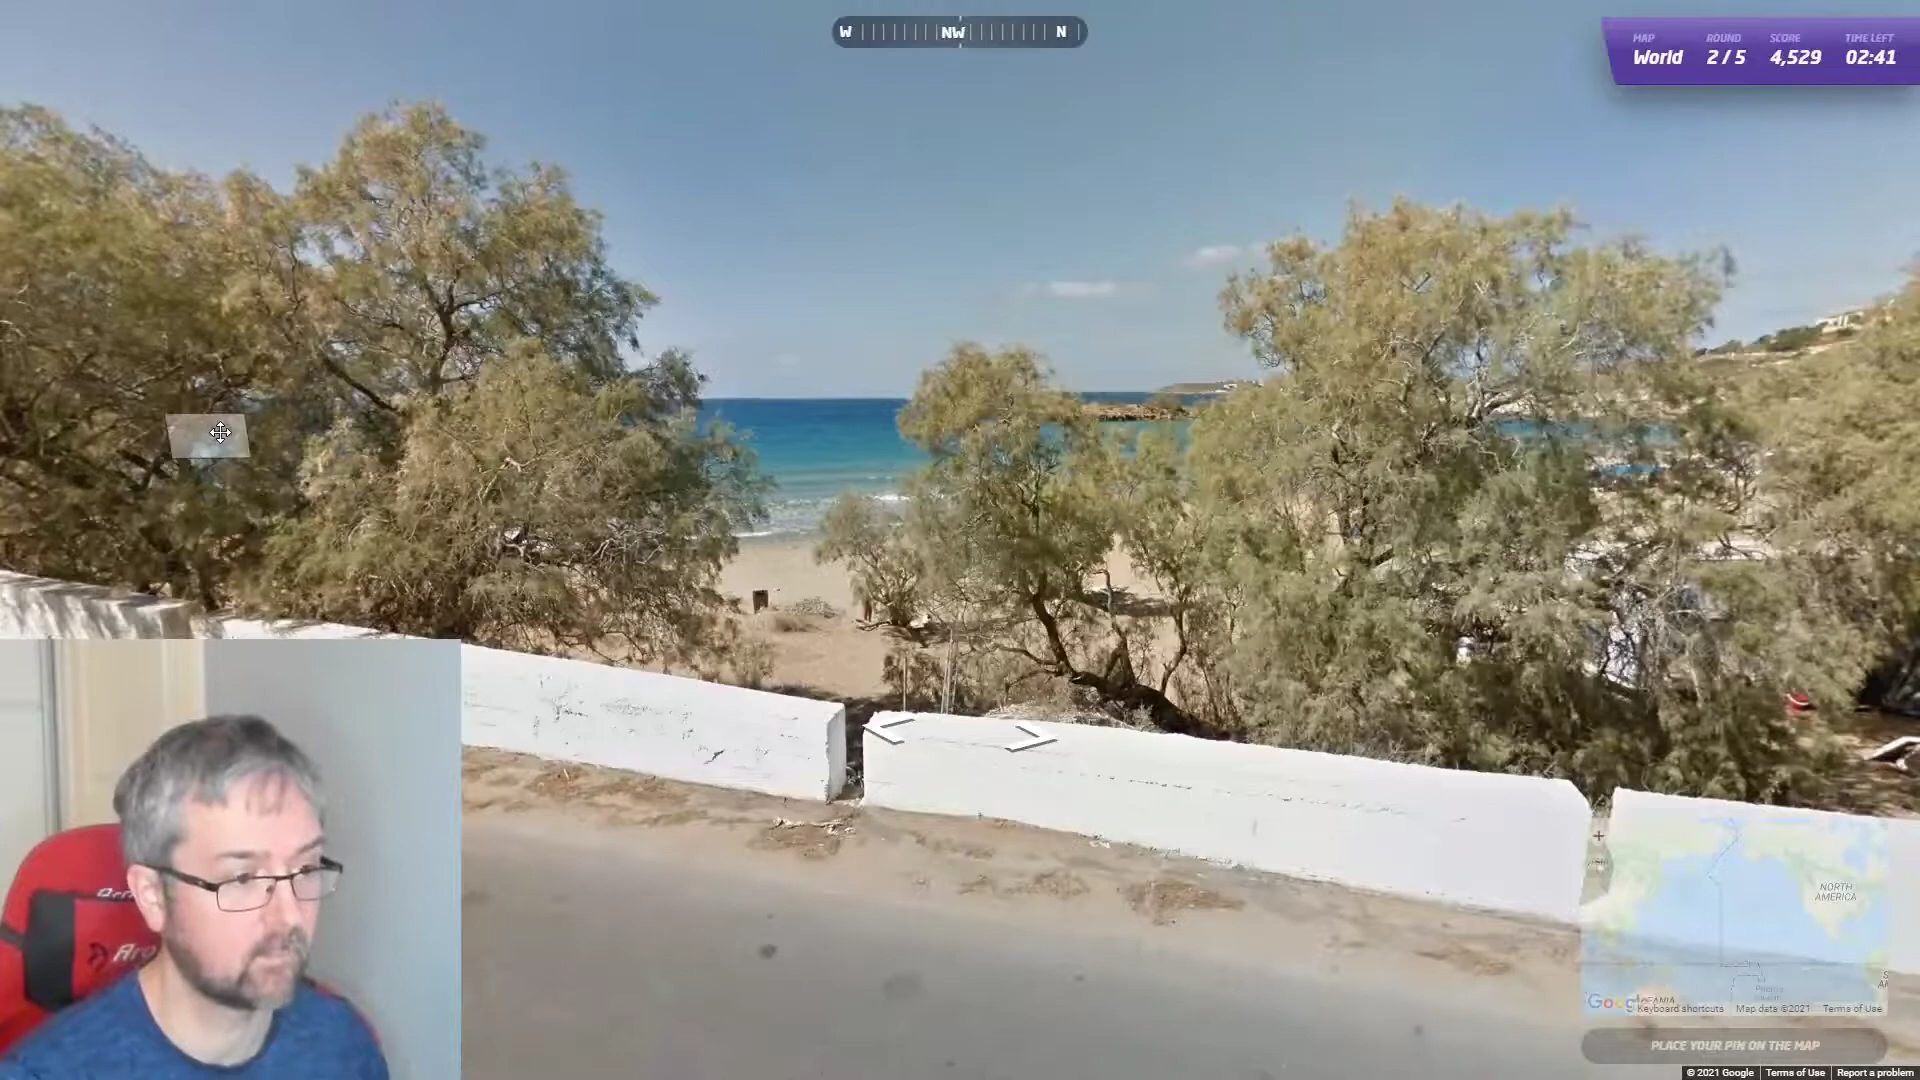 W NW N
MAP ROUND SCORE TIME LEFT
World 2 / 5 4,529 02:41
NORTH
AMERICA
Keyboard shortcuts Map data ©2021 Terms of Use
PLACE YOUR PIN ON THE MAP
© 2021 Google Terms of Use Report a problem